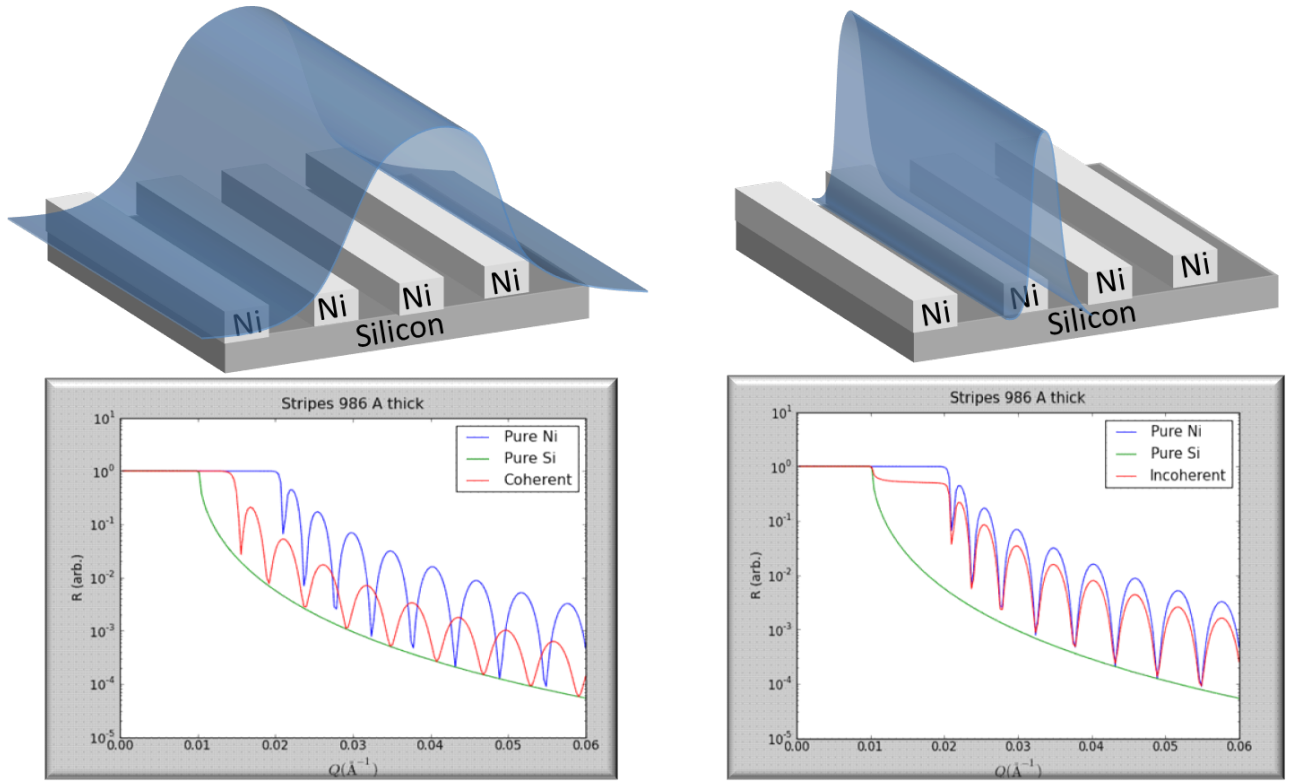 Ni
Ni
Ni
Ni
Silicon
Ni
Ni
Ni
Ni
Silicon
Stripes 986 A thick
10¹
10⁰
10⁻¹
10⁻²
10⁻³
10⁻⁴
10⁻⁵
R (arb.)
Pure Ni
Pure Si
Coherent
0.00 0.01 0.02 0.03 0.04 0.05 0.06
Q(Å⁻¹)
Stripes 986 A thick
10¹
10⁰
10⁻¹
10⁻²
10⁻³
10⁻⁴
10⁻⁵
R (arb.)
Pure Ni
Pure Si
Incoherent
0.00 0.01 0.02 0.03 0.04 0.05 0.06
Q(Å⁻¹)